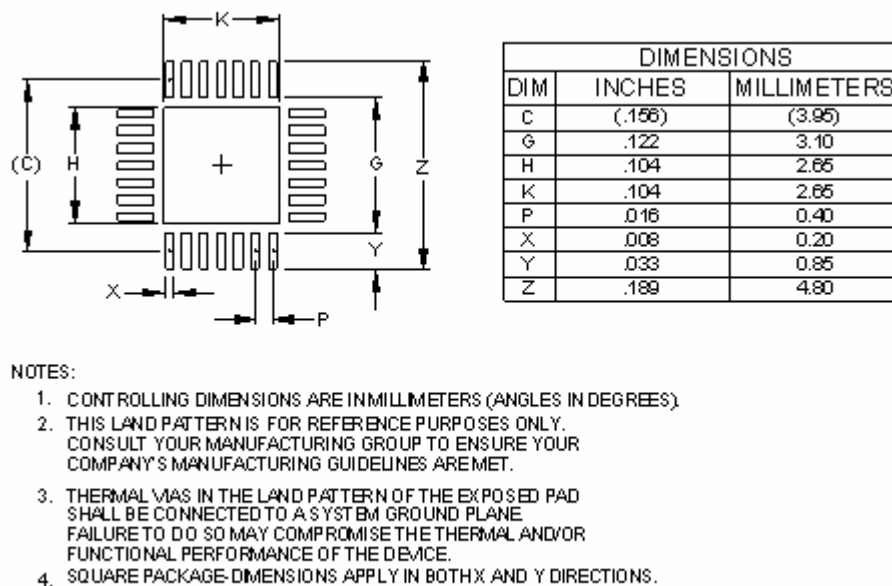 K
(C)
H
G
Z
Y
X
P
DIMENSIONS
DIM INCHES MILLIMETERS
C (.156) (3.95)
G .122 3.10
H .104 2.65
K .104 2.65
P .016 0.40
X .008 0.20
Y .033 0.85
Z .189 4.80
NOTES:
1. CONTROLLING DIMENSIONS ARE IN MILLIMETERS (ANGLES IN DEGREES).
2. THIS LAND PATTERN IS FOR REFERENCE PURPOSES ONLY.
CONSULT YOUR MANUFACTURING GROUP TO ENSURE YOUR
COMPANY'S MANUFACTURING GUIDELINES ARE MET.
3. THERMAL VIAS IN THE LAND PATTERN OF THE EXPOSED PAD
SHALL BE CONNECTED TO A SYSTEM GROUND PLANE.
FAILURE TO DO SO MAY COMPROMISE THE THERMAL AND/OR
FUNCTIONAL PERFORMANCE OF THE DEVICE.
4. SQUARE PACKAGE-DIMENSIONS APPLY IN BOTH X AND Y DIRECTIONS.